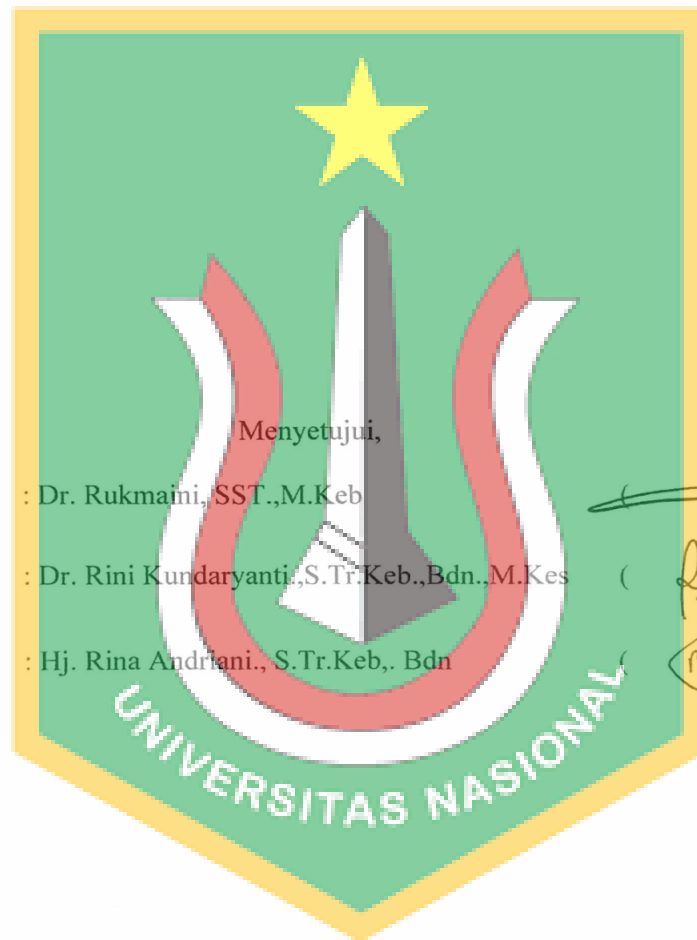 Menyetujui,
: Dr. Rukmaini, SST.,M.Keb (
: Dr. Rini Kundaryanti.,S.Tr.Keb.,Bdn.,M.Kes (
: Hj. Rina Andriani., S.Tr.Keb,. Bdn (
UNIVERSITAS NASIONAL